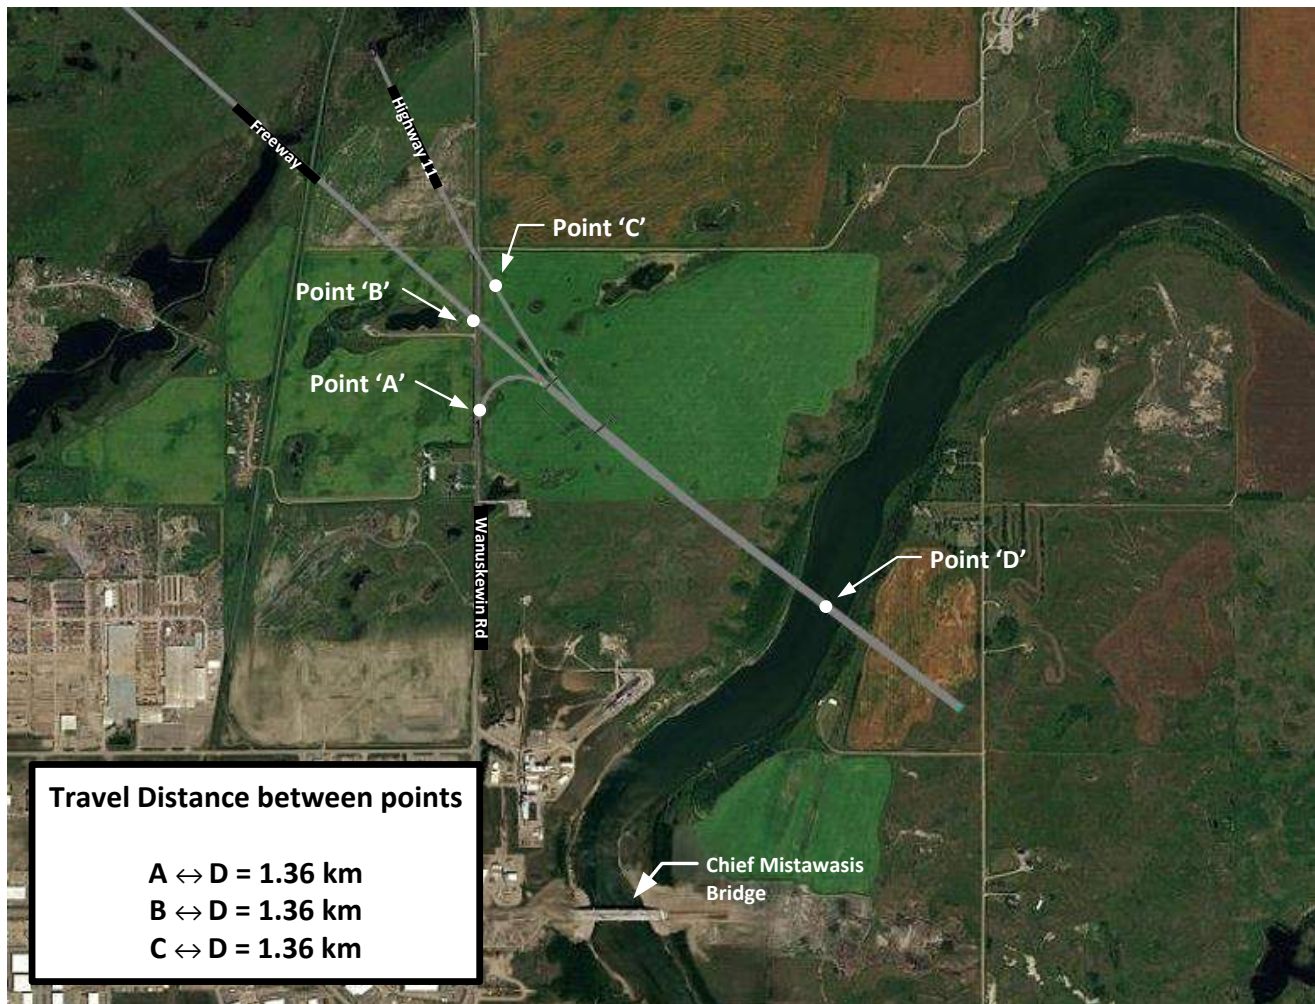 Freeway
Highway 11
Point ‘C’
Point ‘B’
Point ‘A’
Wanuskewin Rd
Point ‘D’
Travel Distance between points
A ↔ D = 1.36 km
B ↔ D = 1.36 km
C ↔ D = 1.36 km
Chief Mistawasis
Bridge